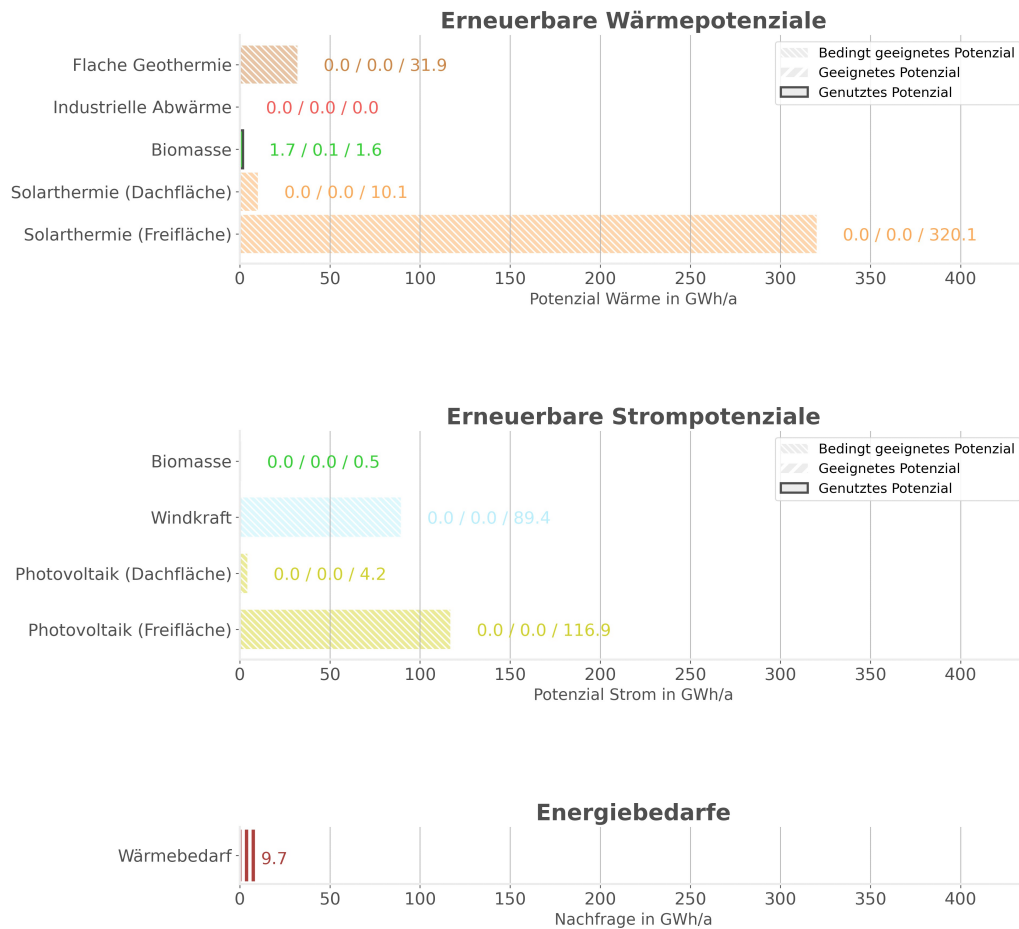 Erneuerbare Wärmepotenziale
Bedingt geeignetes Potenzial
Geeignetes Potenzial
Genutztes Potenzial
Flache Geothermie 0.0 / 0.0 / 31.9
Industrielle Abwärme 0.0 / 0.0 / 0.0
Biomasse 1.7 / 0.1 / 1.6
Solarthermie (Dachfläche) 0.0 / 0.0 / 10.1
Solarthermie (Freifläche) 0.0 / 0.0 / 320.1
0 50 100 150 200 250 300 350 400
Potenzial Wärme in GWh/a
Erneuerbare Strompotenziale
Bedingt geeignetes Potenzial
Geeignetes Potenzial
Genutztes Potenzial
Biomasse 0.0 / 0.0 / 0.5
Windkraft 0.0 / 0.0 / 89.4
Photovoltaik (Dachfläche) 0.0 / 0.0 / 4.2
Photovoltaik (Freifläche) 0.0 / 0.0 / 116.9
0 50 100 150 200 250 300 350 400
Potenzial Strom in GWh/a
Energiebedarfe
Wärmebedarf 9.7
0 50 100 150 200 250 300 350 400
Nachfrage in GWh/a